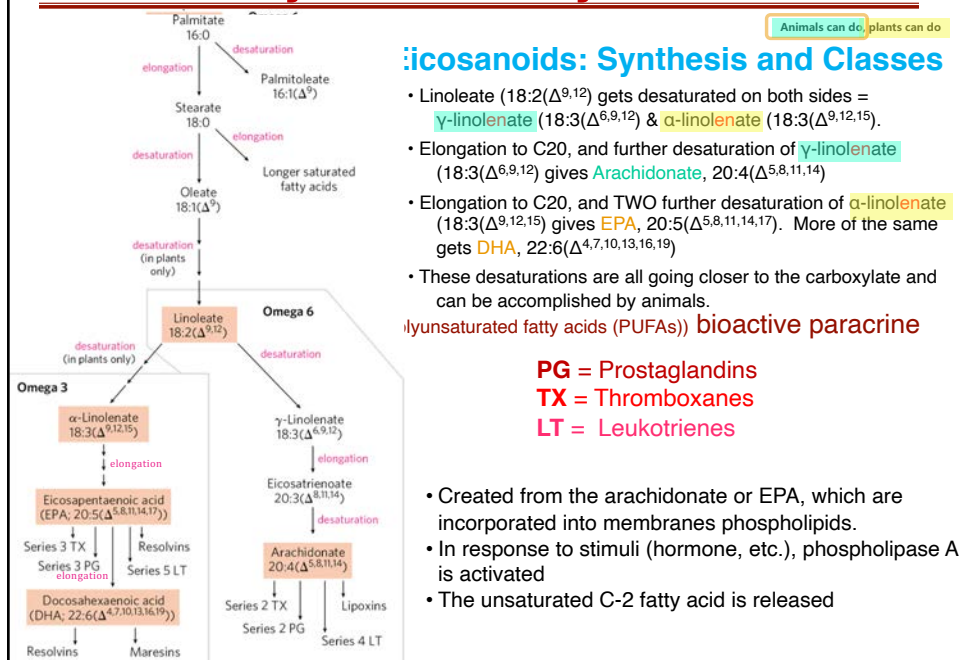 Palmitate
16:0
desaturation
elongation
Palmitoleate
16:1(Δ⁹)
Stearate
18:0
elongation
desaturation
Longer saturated
fatty acids
Oleate
18:1(Δ⁹)
desaturation
(in plants
only)
Linoleate
18:2(Δ⁹,¹²)
Omega 6
desaturation
(in plants only)
desaturation
Omega 3
α-Linolenate
18:3(Δ⁹,¹²,¹⁵)
γ-Linolenate
18:3(Δ⁶,⁹,¹²)
elongation
elongation
Eicosatrienoate
20:3(Δ⁸,¹¹,¹⁴)
Eicosapentaenoic acid
(EPA; 20:5(Δ⁵,⁸,¹¹,¹⁴,¹⁷))
desaturation
Series 3 TX
Resolvins
Series 3 PG
Series 5 LT
elongation
Arachidonate
20:4(Δ⁵,⁸,¹¹,¹⁴)
Docosahexaenoic acid
(DHA; 22:6(Δ⁴,⁷,¹⁰,¹³,¹⁶,¹⁹))
Series 2 TX
Lipoxins
Series 2 PG
Series 4 LT
Resolvins
Maresins
Animals can do, plants can do
Eicosanoids: Synthesis and Classes
• Linoleate (18:2(Δ⁹,¹²) gets desaturated on both sides =
γ-linolenate (18:3(Δ⁶,⁹,¹²) & α-linolenate (18:3(Δ⁹,¹²,¹⁵).
• Elongation to C20, and further desaturation of γ-linolenate
(18:3(Δ⁶,⁹,¹²) gives Arachidonate, 20:4(Δ⁵,⁸,¹¹,¹⁴)
• Elongation to C20, and TWO further desaturation of α-linolenate
(18:3(Δ⁹,¹²,¹⁵) gives EPA, 20:5(Δ⁵,⁸,¹¹,¹⁴,¹⁷). More of the same
gets DHA, 22:6(Δ⁴,⁷,¹⁰,¹³,¹⁶,¹⁹)
• These desaturations are all going closer to the carboxylate and
can be accomplished by animals.
olyunsaturated fatty acids (PUFAs)) bioactive paracrine
PG = Prostaglandins
TX = Thromboxanes
LT = Leukotrienes
• Created from the arachidonate or EPA, which are
incorporated into membranes phospholipids.
• In response to stimuli (hormone, etc.), phospholipase A
is activated
• The unsaturated C-2 fatty acid is released